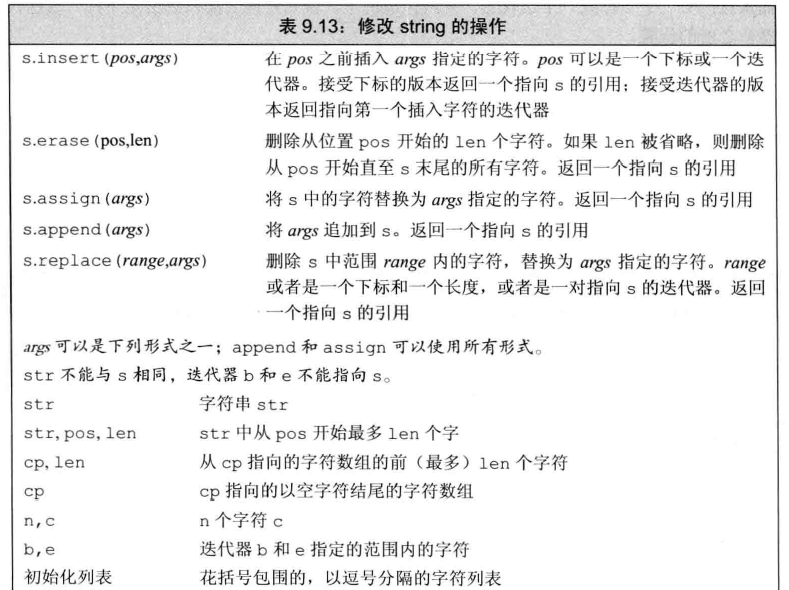 表 9.13：修改 string 的操作
s.insert(pos,args) 在 pos 之前插入 args 指定的字符。pos 可以是一个下标或一个迭
代器。接受下标的版本返回一个指向 s 的引用；接受迭代器的版
本返回指向第一个插入字符的迭代器
s.erase(pos,len) 删除从位置 pos 开始的 len 个字符。如果 len 被省略，则删除
从 pos 开始直至 s 末尾的所有字符。返回一个指向 s 的引用
s.assign(args) 将 s 中的字符替换为 args 指定的字符。返回一个指向 s 的引用
s.append(args) 将 args 追加到 s。返回一个指向 s 的引用
s.replace(range,args) 删除 s 中范围 range 内的字符，替换为 args 指定的字符。range
或者是一个下标和一个长度，或者是一对指向 s 的迭代器。返回
一个指向 s 的引用
args 可以是下列形式之一；append 和 assign 可以使用所有形式。
str 不能与 s 相同，迭代器 b 和 e 不能指向 s。
str 字符串 str
str,pos,len str 中从 pos 开始最多 len 个字
cp,len 从 cp 指向的字符数组的前（最多）len 个字符
cp cp 指向的以空字符结尾的字符数组
n,c n 个字符 c
b,e 迭代器 b 和 e 指定的范围内的字符
初始化列表 花括号包围的，以逗号分隔的字符列表